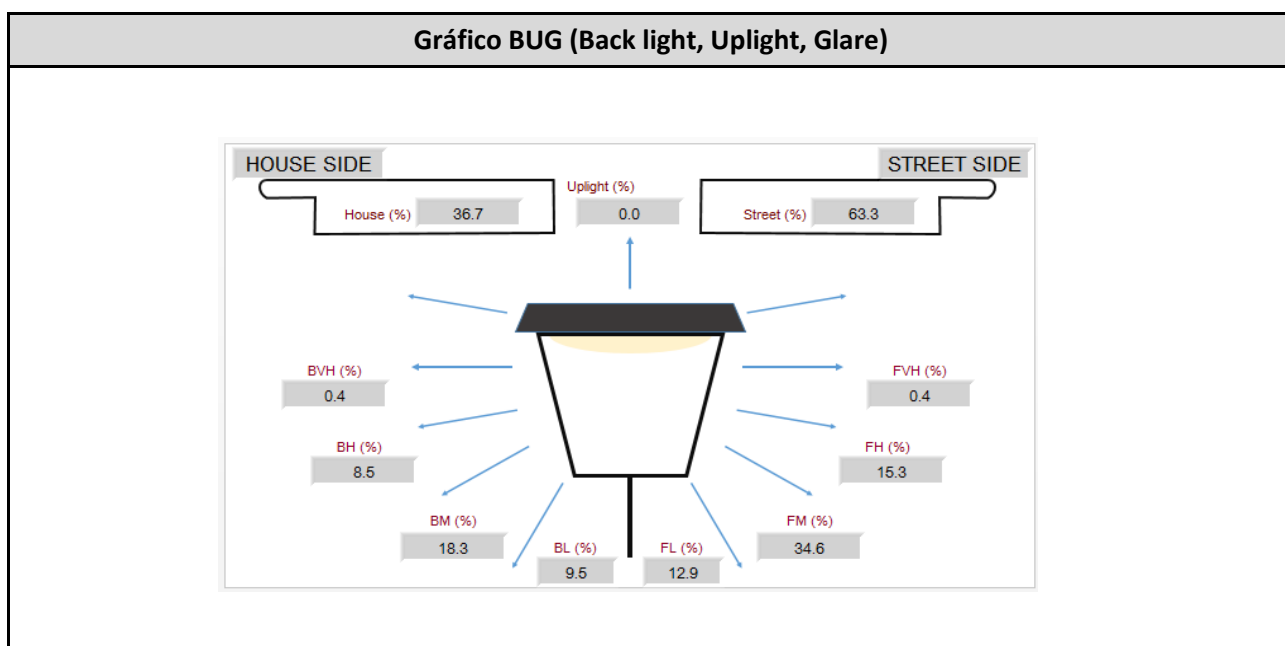 Gráfico BUG (Back light, Uplight, Glare)
HOUSE SIDE
STREET SIDE
Uplight (%)
House (%) 36.7
0.0
Street (%) 63.3
BVH (%)
0.4
FVH (%)
0.4
BH (%)
8.5
FH (%)
15.3
BM (%)
18.3
FM (%)
34.6
BL (%)
9.5
FL (%)
12.9